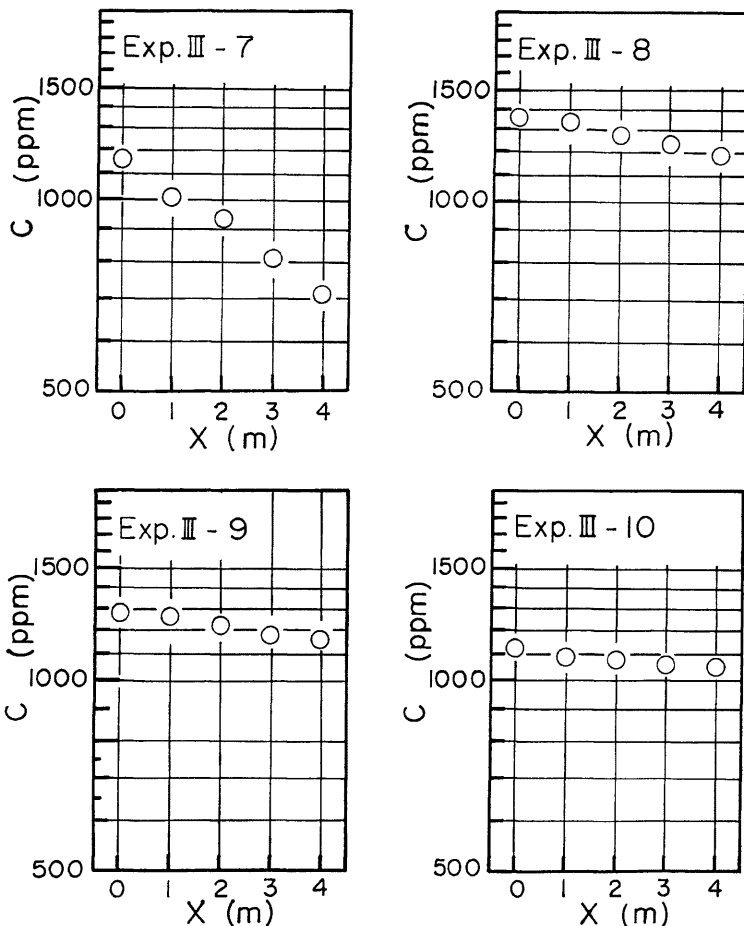 Exp. Ⅲ - 7
1500
1000
500
C (ppm)
0 1 2 3 4
X (m)
Exp. Ⅲ - 8
1500
1000
500
C (ppm)
0 1 2 3 4
X (m)
Exp. Ⅲ - 9
1500
1000
500
C (ppm)
0 1 2 3 4
X (m)
Exp. Ⅲ - 10
1500
1000
500
C (ppm)
0 1 2 3 4
X (m)